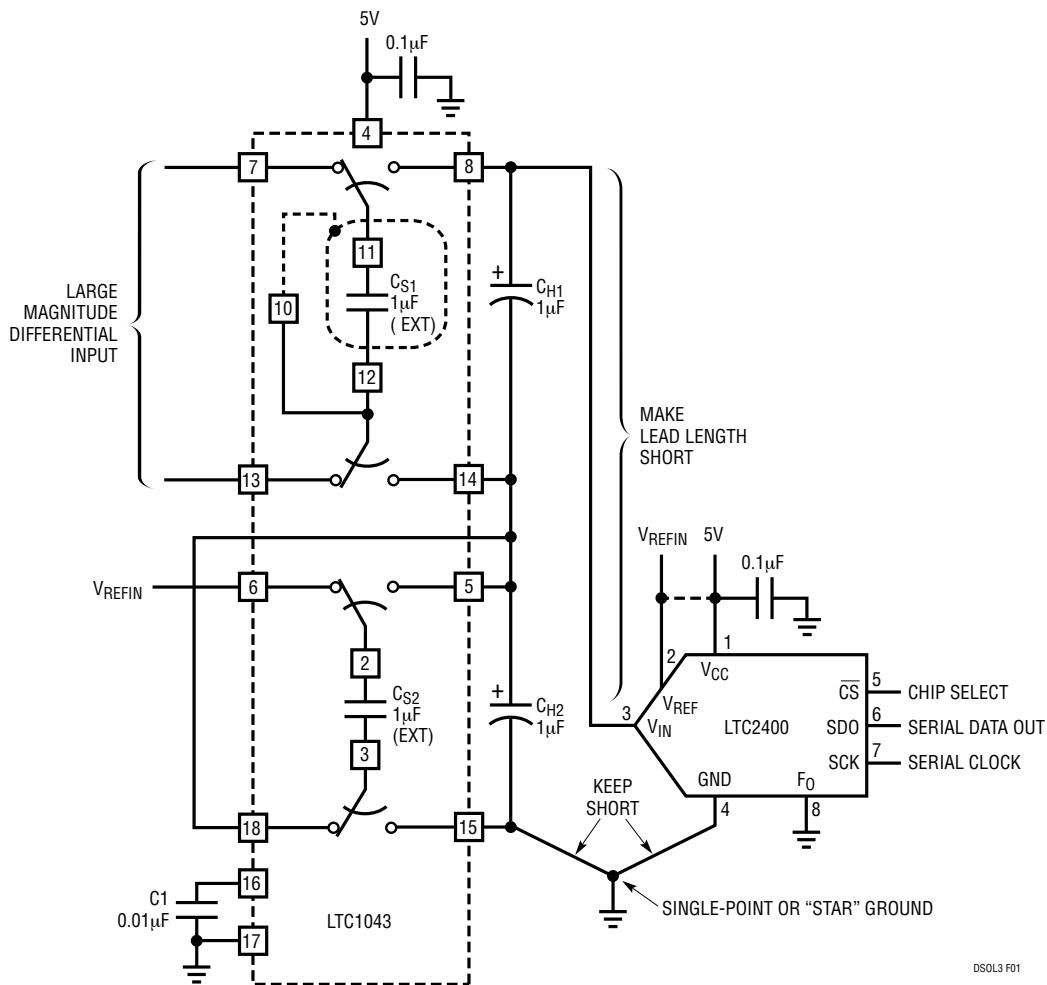 5V
0.1µF
4
7
8
11
CS1
1µF
( EXT)
10
12
LARGE
MAGNITUDE
DIFFERENTIAL
INPUT
+
CH1
1µF
13
14
MAKE
LEAD LENGTH
SHORT
VREFIN
5V
0.1µF
VREFIN
6
5
2
CS2
1µF
(EXT)
3
+
CH2
1µF
2
1
VCC
VREF
3
VIN
LTC2400
CS
5
CHIP SELECT
SDO
6
SERIAL DATA OUT
SCK
7
SERIAL CLOCK
GND
4
FO
8
KEEP
SHORT
18
15
16
C1
0.01µF
17
LTC1043
SINGLE-POINT OR “STAR” GROUND
DSOL3 F01